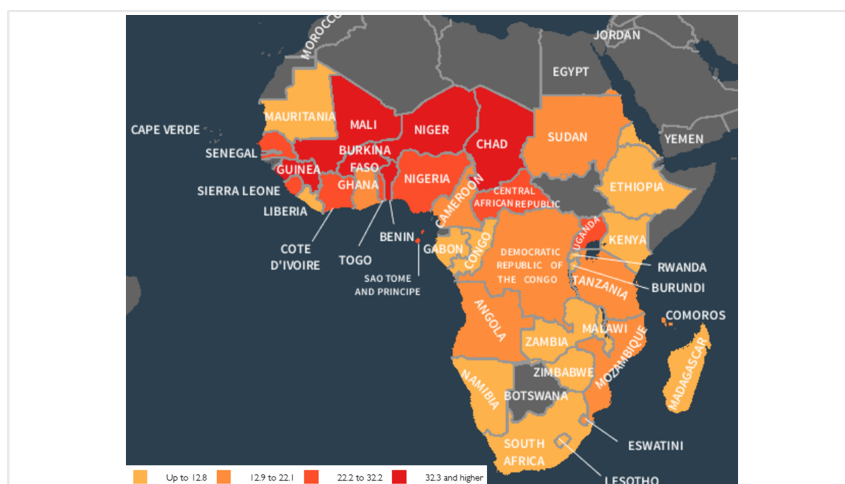 MOROCCO
JORDAN
EGYPT
MAURITANIA
CAPE VERDE
MALI
NIGER
CHAD
SUDAN
YEMEN
SENEGAL
BURKINA
FASO
GUINEA
NIGERIA
GHANA
SIERRA LEONE
CENTRAL
AFRICAN REPUBLIC
ETHIOPIA
LIBERIA
CAMEROON
UGANDA
BENIN
GABON
CONGO
KENYA
COTE
D'IVOIRE
TOGO
DEMOCRATIC
REPUBLIC OF
THE CONGO
RWANDA
SAO TOME
AND PRINCIPE
TANZANIA
BURUNDI
ANGOLA
COMOROS
MALAWI
ZAMBIA
MOZAMBIQUE
MADAGASCAR
ZIMBABWE
NAMIBIA
BOTSWANA
SOUTH
AFRICA
ESWATINI
LESOTHO
Up to 12.8 12.9 to 22.1 22.2 to 32.2 32.3 and higher